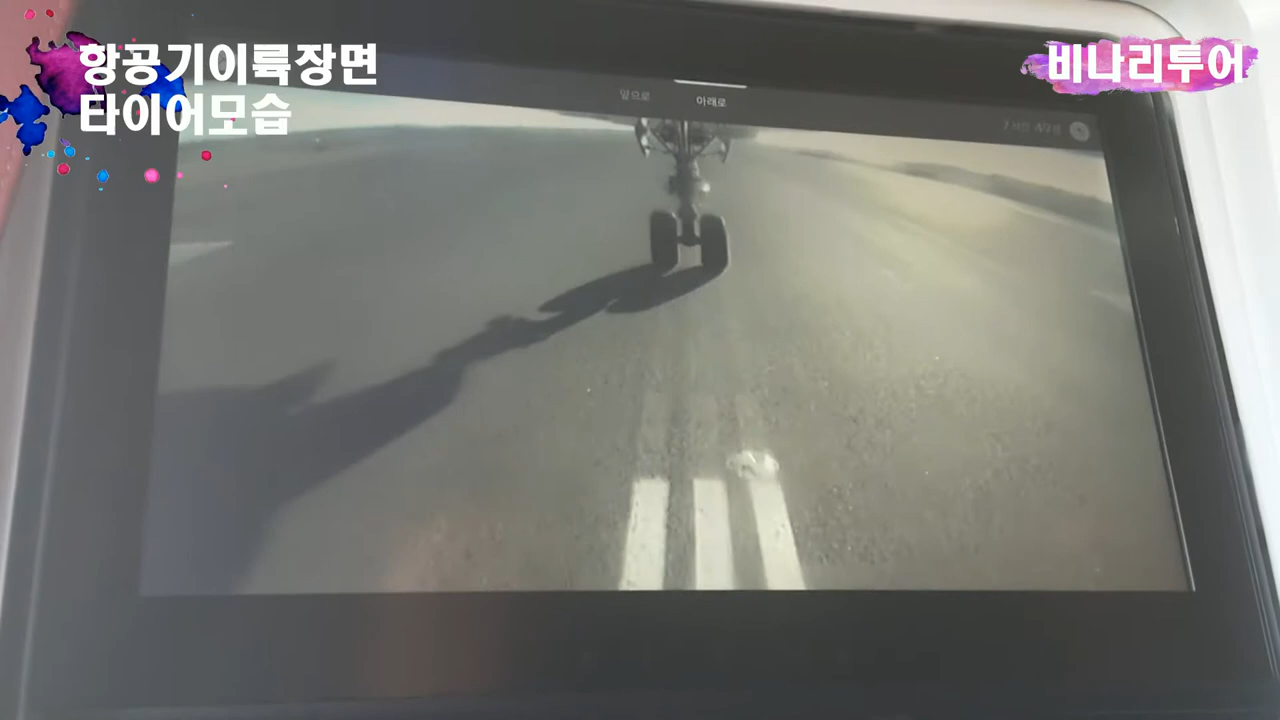 항공기이륙장면
타이어모습
비나리투어
앞으로
아래로